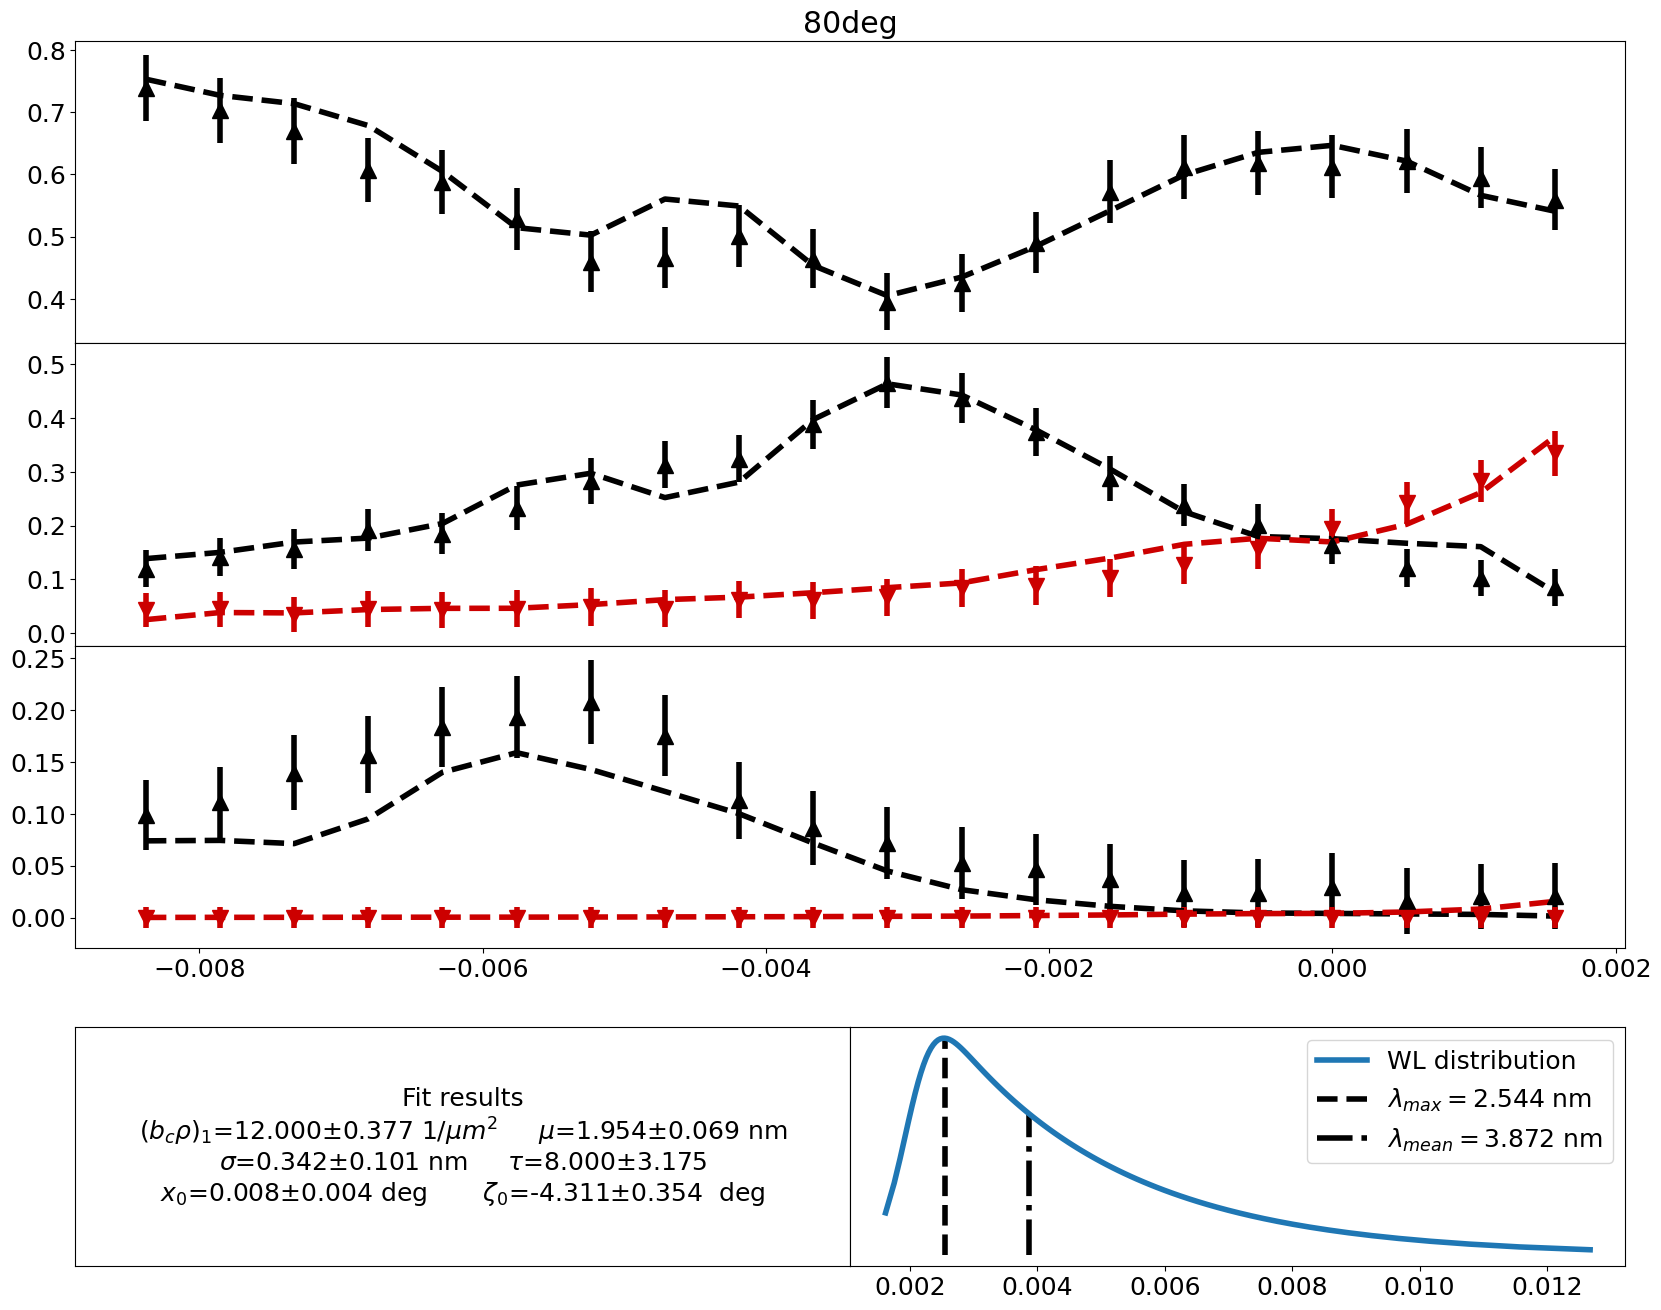 80deg
0.8
0.7
0.6
0.5
0.4
0.5
0.4
0.3
0.2
0.1
0.0
0.25
0.20
0.15
0.10
0.05
0.00
−0.008 −0.006 −0.004 −0.002 0.000 0.002
Fit results
(b_cρ)_1=12.000±0.377 1/μm² μ=1.954±0.069 nm
σ=0.342±0.101 nm τ=8.000±3.175
x_0=0.008±0.004 deg ζ_0=-4.311±0.354 deg
WL distribution
λ_max = 2.544 nm
λ_mean = 3.872 nm
0.002 0.004 0.006 0.008 0.010 0.012